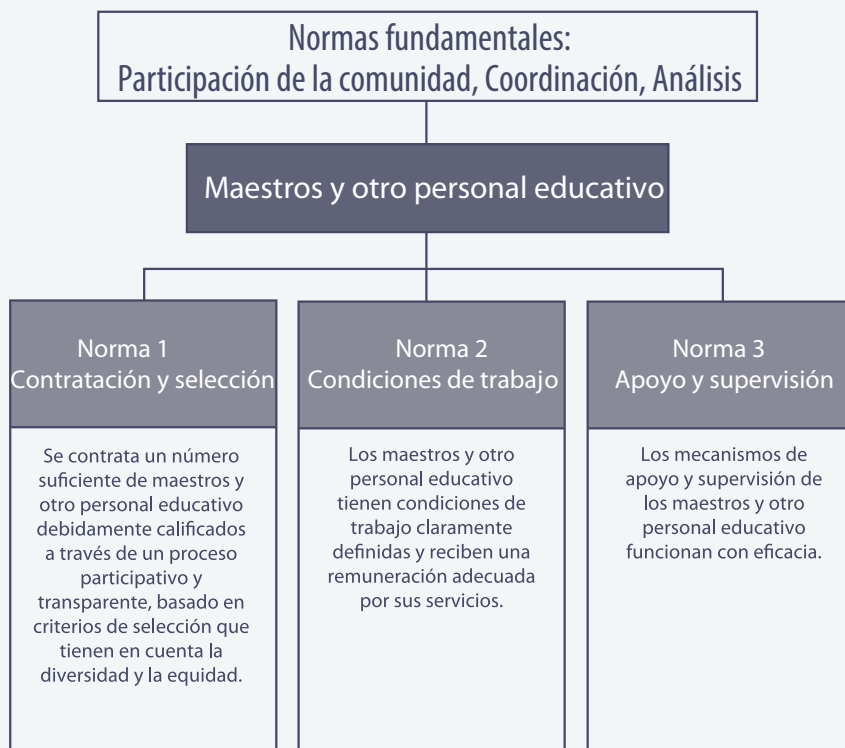 Normas fundamentales:
Participación de la comunidad, Coordinación, Análisis
Maestros y otro personal educativo
Norma 1
Contratación y selección
Se contrata un número
suficiente de maestros y
otro personal educativo
debidamente calificados
a través de un proceso
participativo y
transparente, basado en
criterios de selección que
tienen en cuenta la
diversidad y la equidad.
Norma 2
Condiciones de trabajo
Los maestros y otro
personal educativo
tienen condiciones de
trabajo claramente
definidas y reciben una
remuneración adecuada
por sus servicios.
Norma 3
Apoyo y supervisión
Los mecanismos de
apoyo y supervisión de
los maestros y otro
personal educativo
funcionan con eficacia.